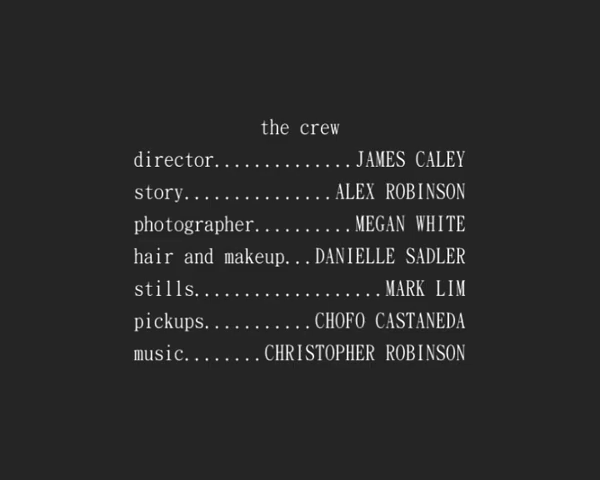 the crew
director..............JAMES CALEY
story...............ALEX ROBINSON
photographer..........MEGAN WHITE
hair and makeup...DANIELLE SADLER
stills...................MARK LIM
pickups...........CHOFO CASTANEDA
music........CHRISTOPHER ROBINSON